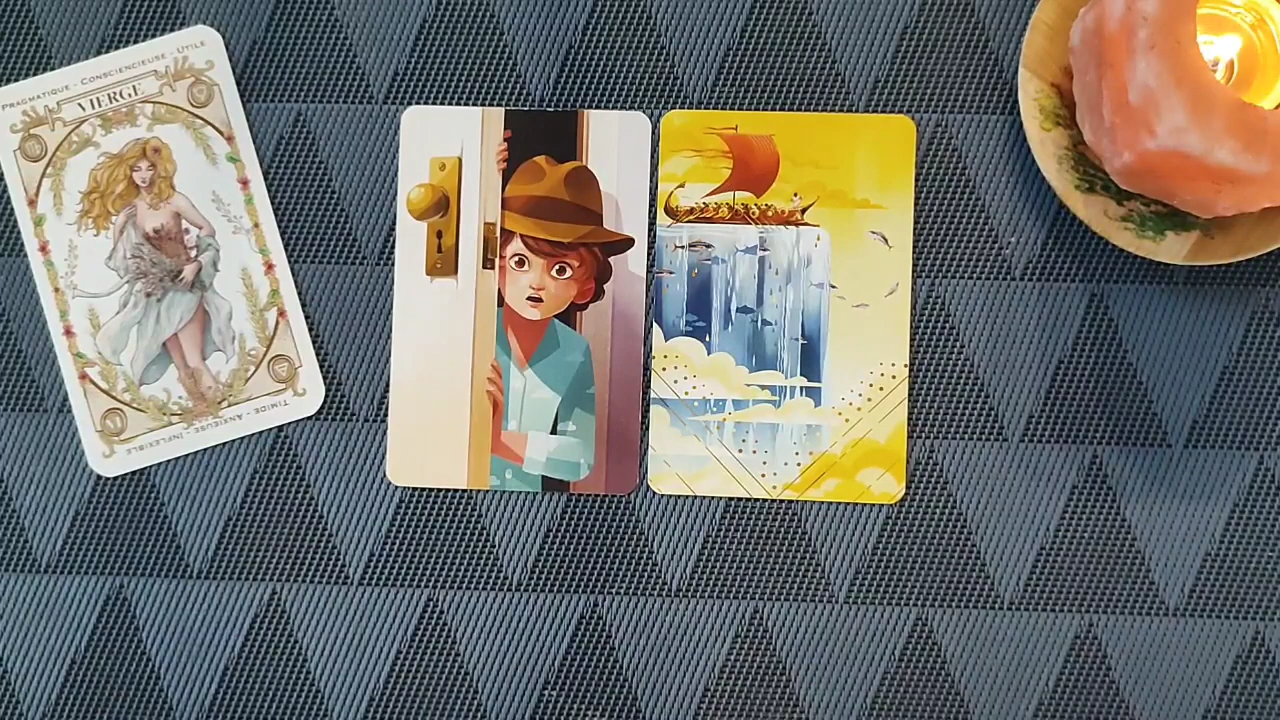 PRAGMATIQUE - CONSCIENCIEUSE - UTILE
VIERGE
TIMIDE - ANXIEUSE - INFLEXIBLE